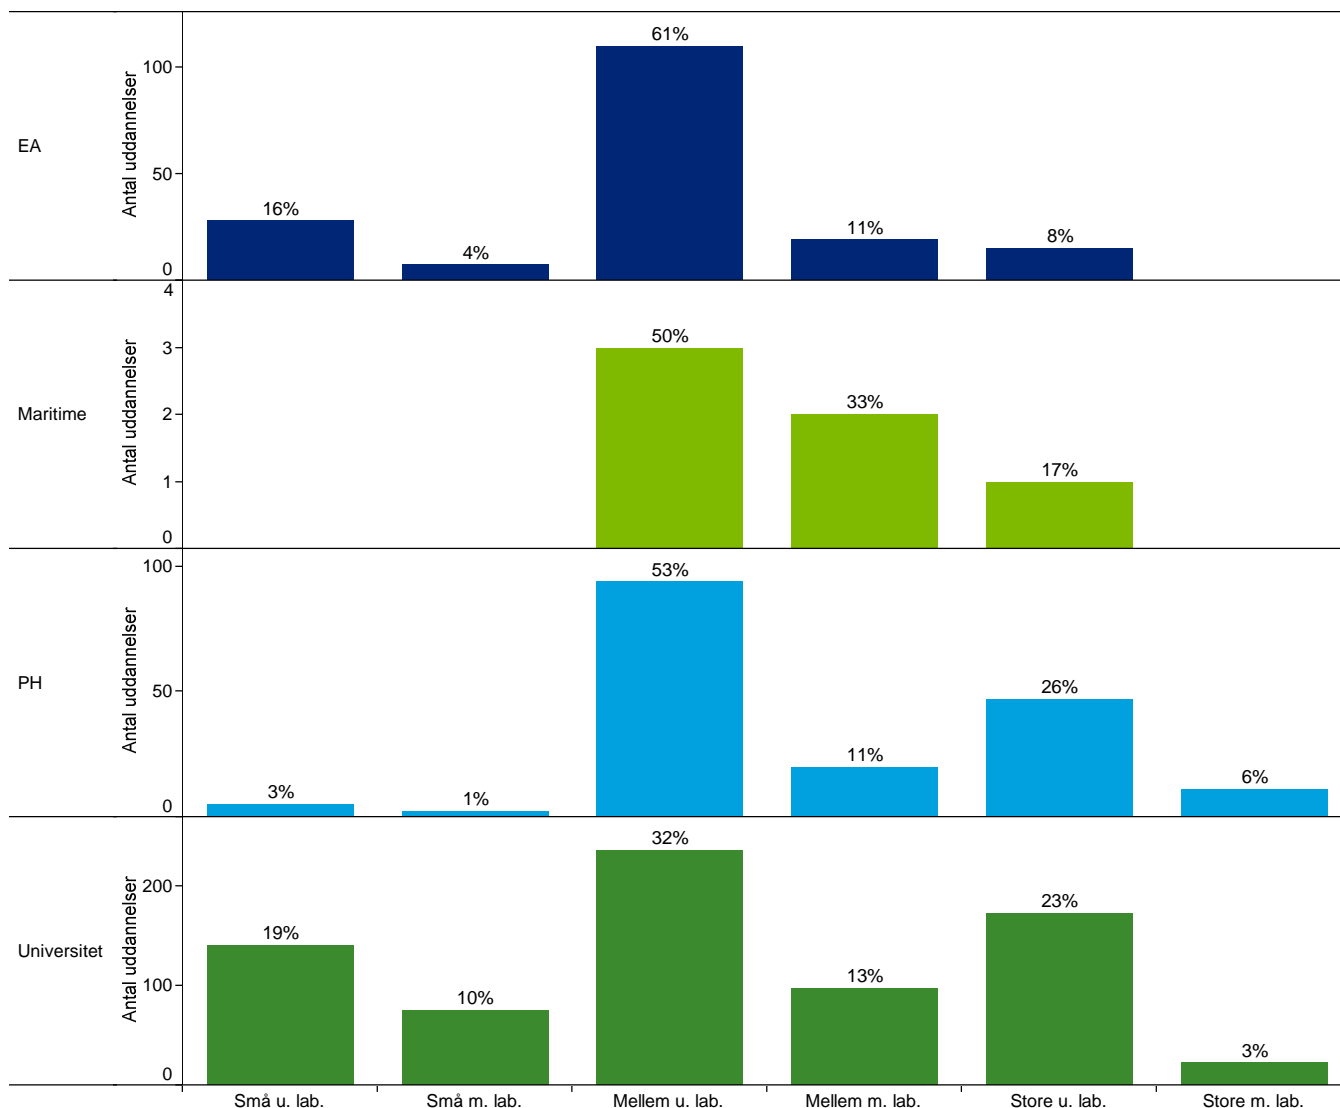 EA
Antal uddannelser
100
50
0
61%
16%
4%
11%
8%
Maritime
Antal uddannelser
4
3
2
1
0
50%
33%
17%
PH
Antal uddannelser
100
50
0
53%
26%
11%
6%
3%
1%
Universitet
Antal uddannelser
200
100
0
32%
23%
19%
13%
10%
3%
Små u. lab.
Små m. lab.
Mellem u. lab.
Mellem m. lab.
Store u. lab.
Store m. lab.